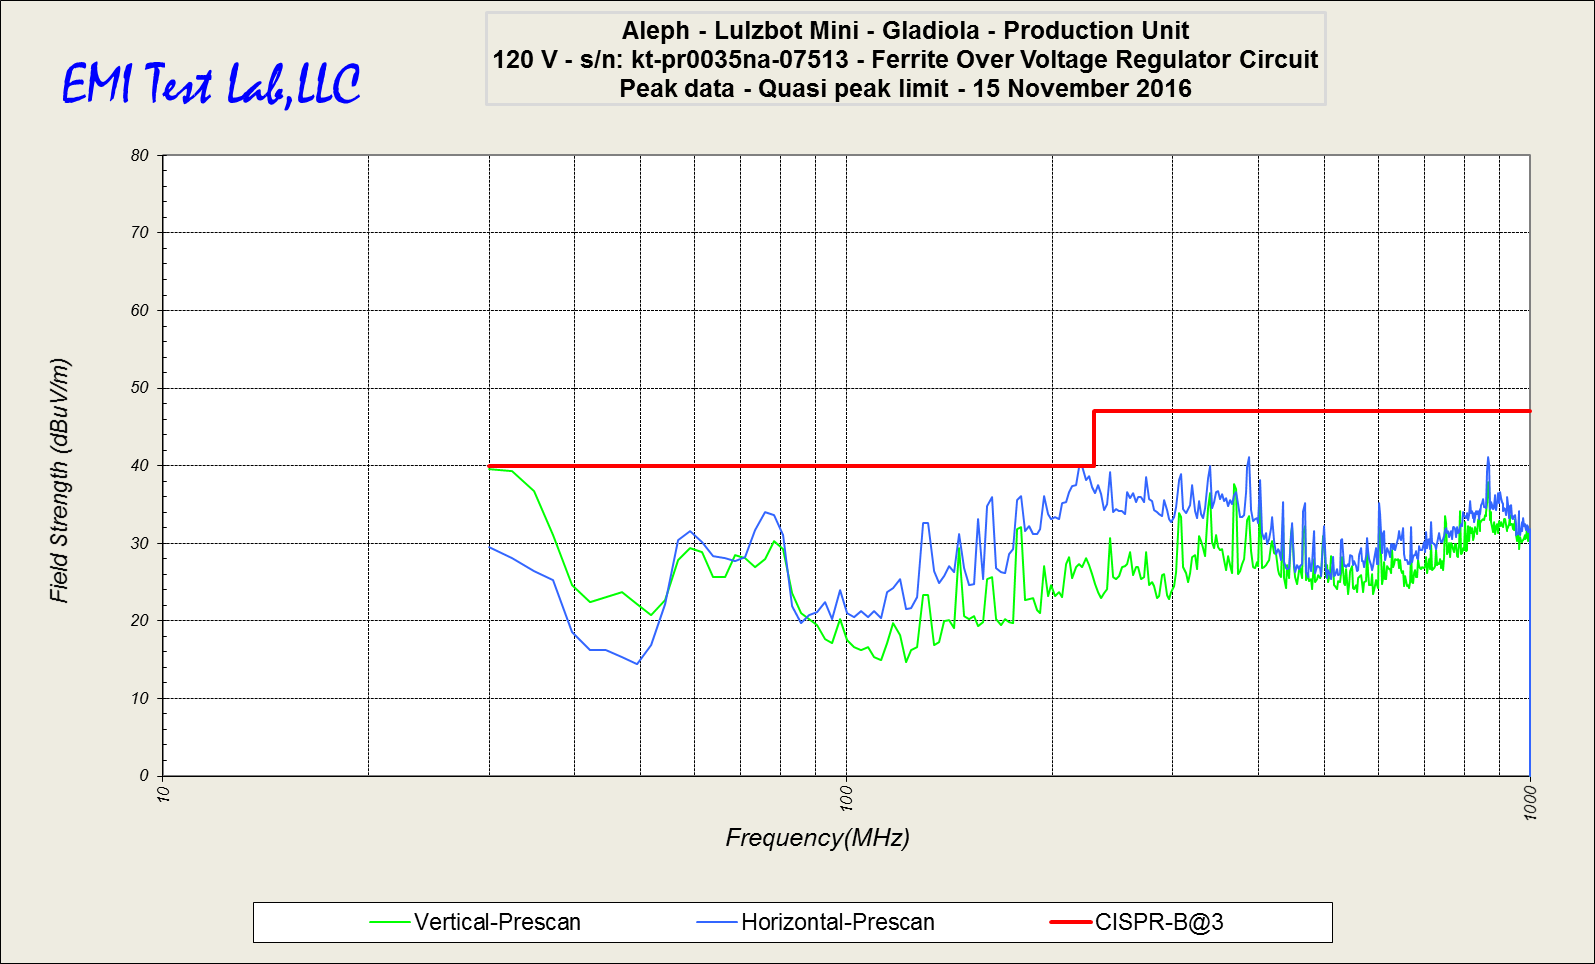 Aleph - Lulzbot Mini - Gladiola - Production Unit
120 V - s/n: kt-pr0035na-07513 - Ferrite Over Voltage Regulator Circuit
Peak data - Quasi peak limit - 15 November 2016
EMI Test Lab,LLC
80
70
60
50
40
30
20
10
0
Field Strength (dBuV/m)
10
100
1000
Frequency(MHz)
Vertical-Prescan
Horizontal-Prescan
CISPR-B@3